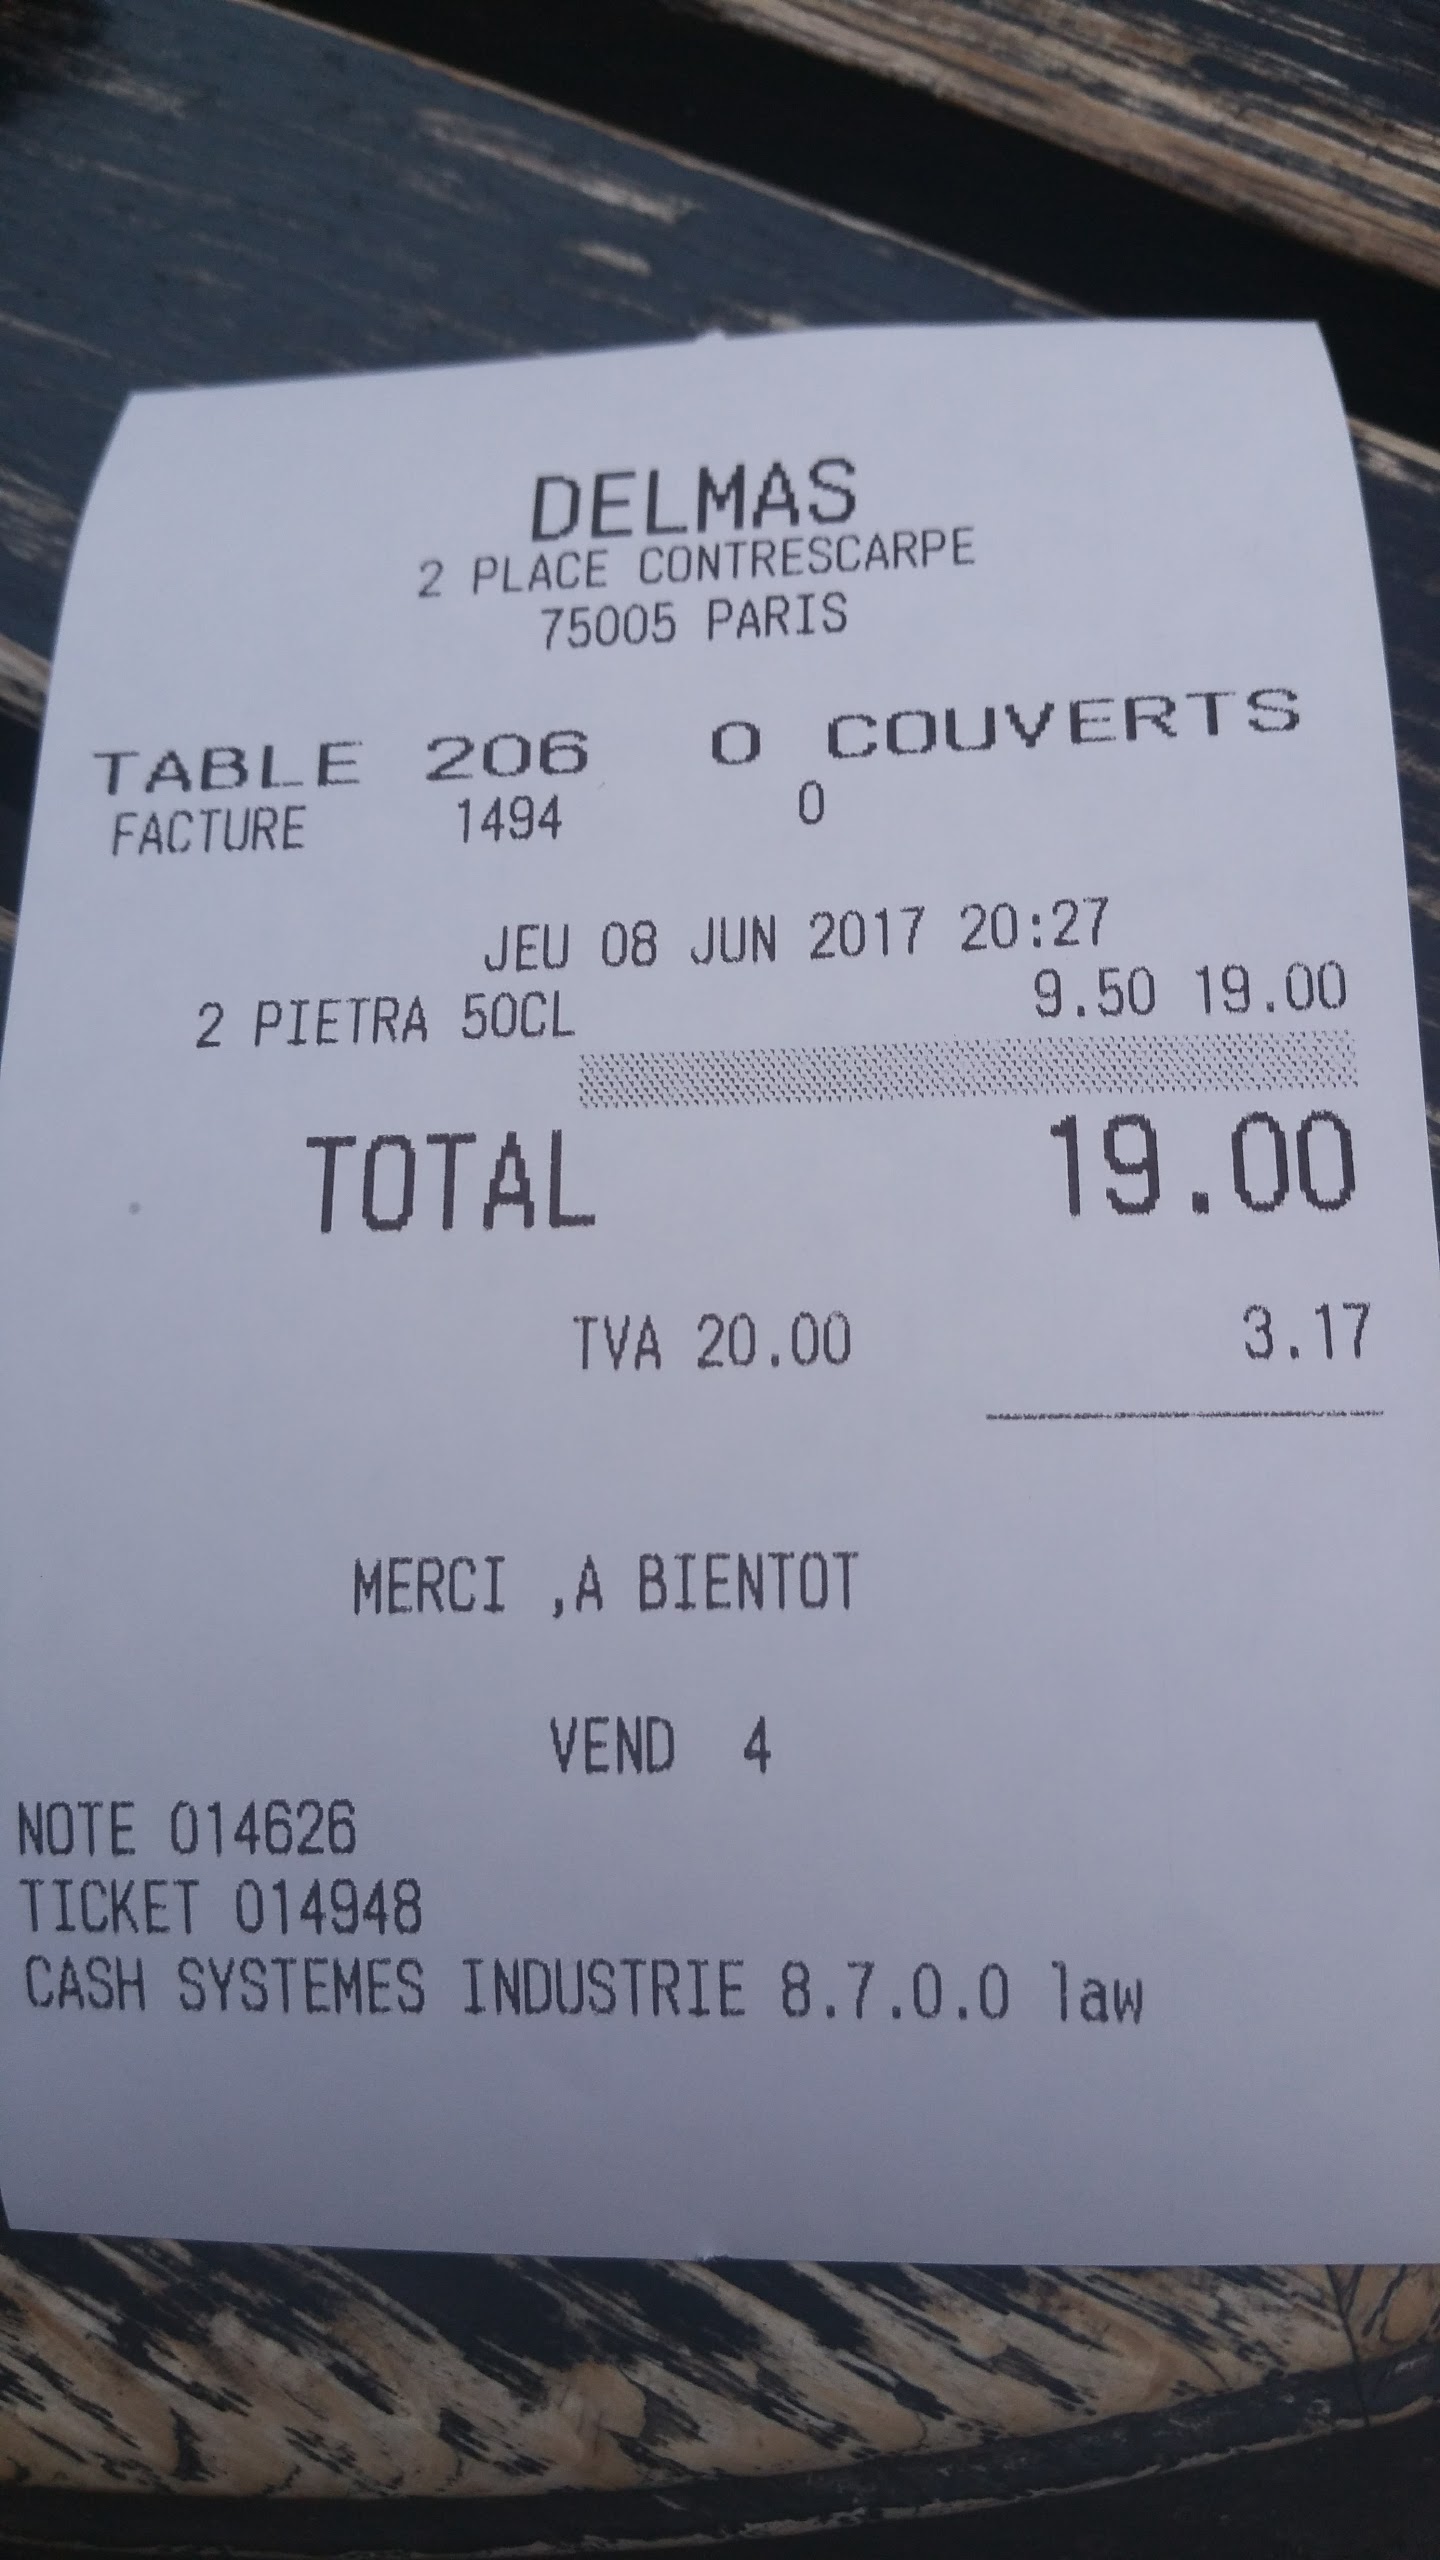 DELMAS
2 PLACE CONTRESCARPE
75005 PARIS
TABLE 206 0 COUVERTS
FACTURE 1494 0
JEU 08 JUN 2017 20:27
2 PIETRA 50CL 9.50 19.00
TOTAL 19.00
TVA 20.00 3.17
MERCI ,A BIENTOT
VEND 4
NOTE 014626
TICKET 014948
CASH SYSTEMES INDUSTRIE 8.7.0.0 law